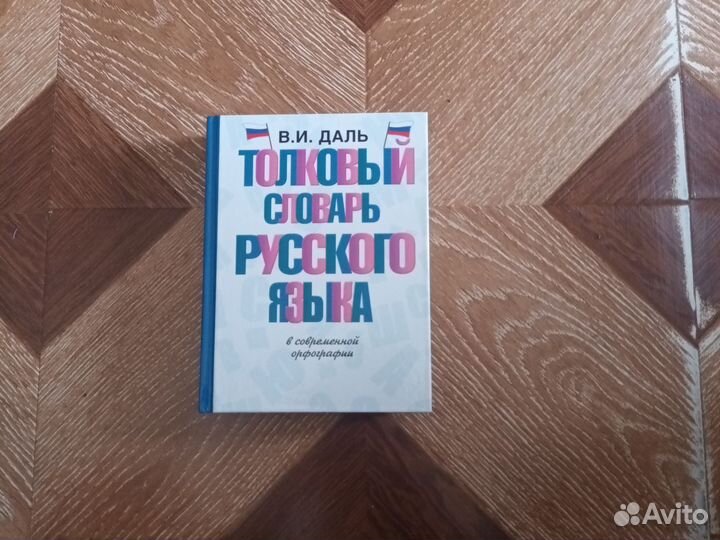 В.И. ДАЛЬ
ТОЛКОВЫЙ
СЛОВАРЬ
РУССКОГО
ЯЗЫКА
в современной
орфографии
Avito